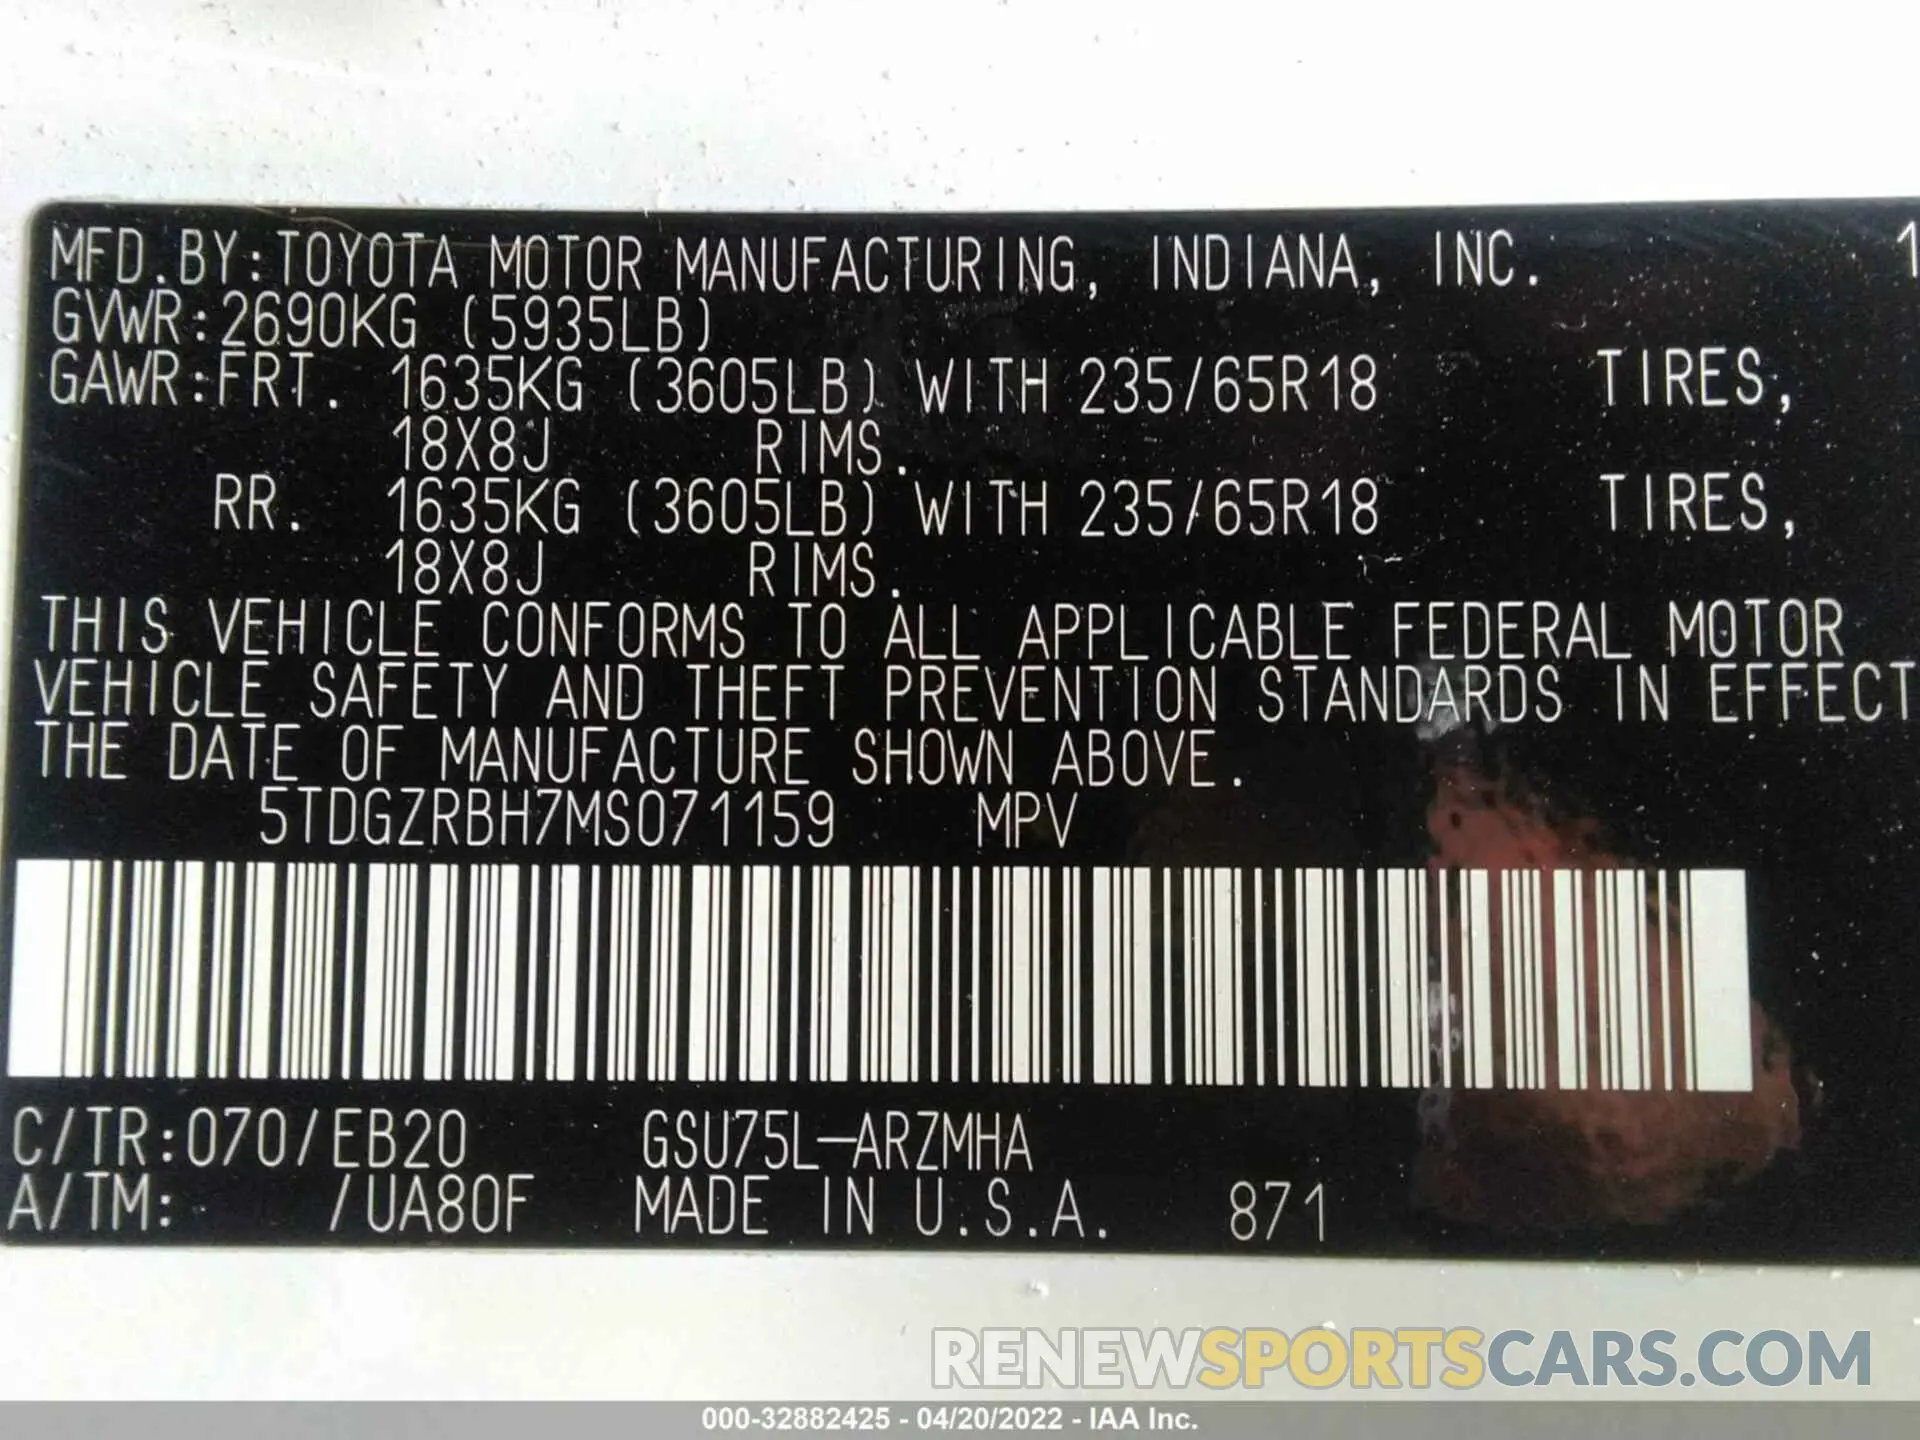 MFD.BY:TOYOTA MOTOR MANUFACTURING, INDIANA, INC. 1
GVWR:2690KG (5935LB)
GAWR:FRT. 1635KG (3605LB) WITH 235/65R18 TIRES,
18X8J RIMS.
RR. 1635KG (3605LB) WITH 235/65R18 TIRES,
18X8J RIMS.
THIS VEHICLE CONFORMS TO ALL APPLICABLE FEDERAL MOTOR
VEHICLE SAFETY AND THEFT PREVENTION STANDARDS IN EFFECT
THE DATE OF MANUFACTURE SHOWN ABOVE.
5TDGZRBH7MS071159 MPV
C/TR:070/EB20 GSU75L-ARZMHA
A/TM: /UA80F MADE IN U.S.A. 871
RENEWSPORTSCARS.COM
000-32882425 - 04/20/2022 - IAA Inc.